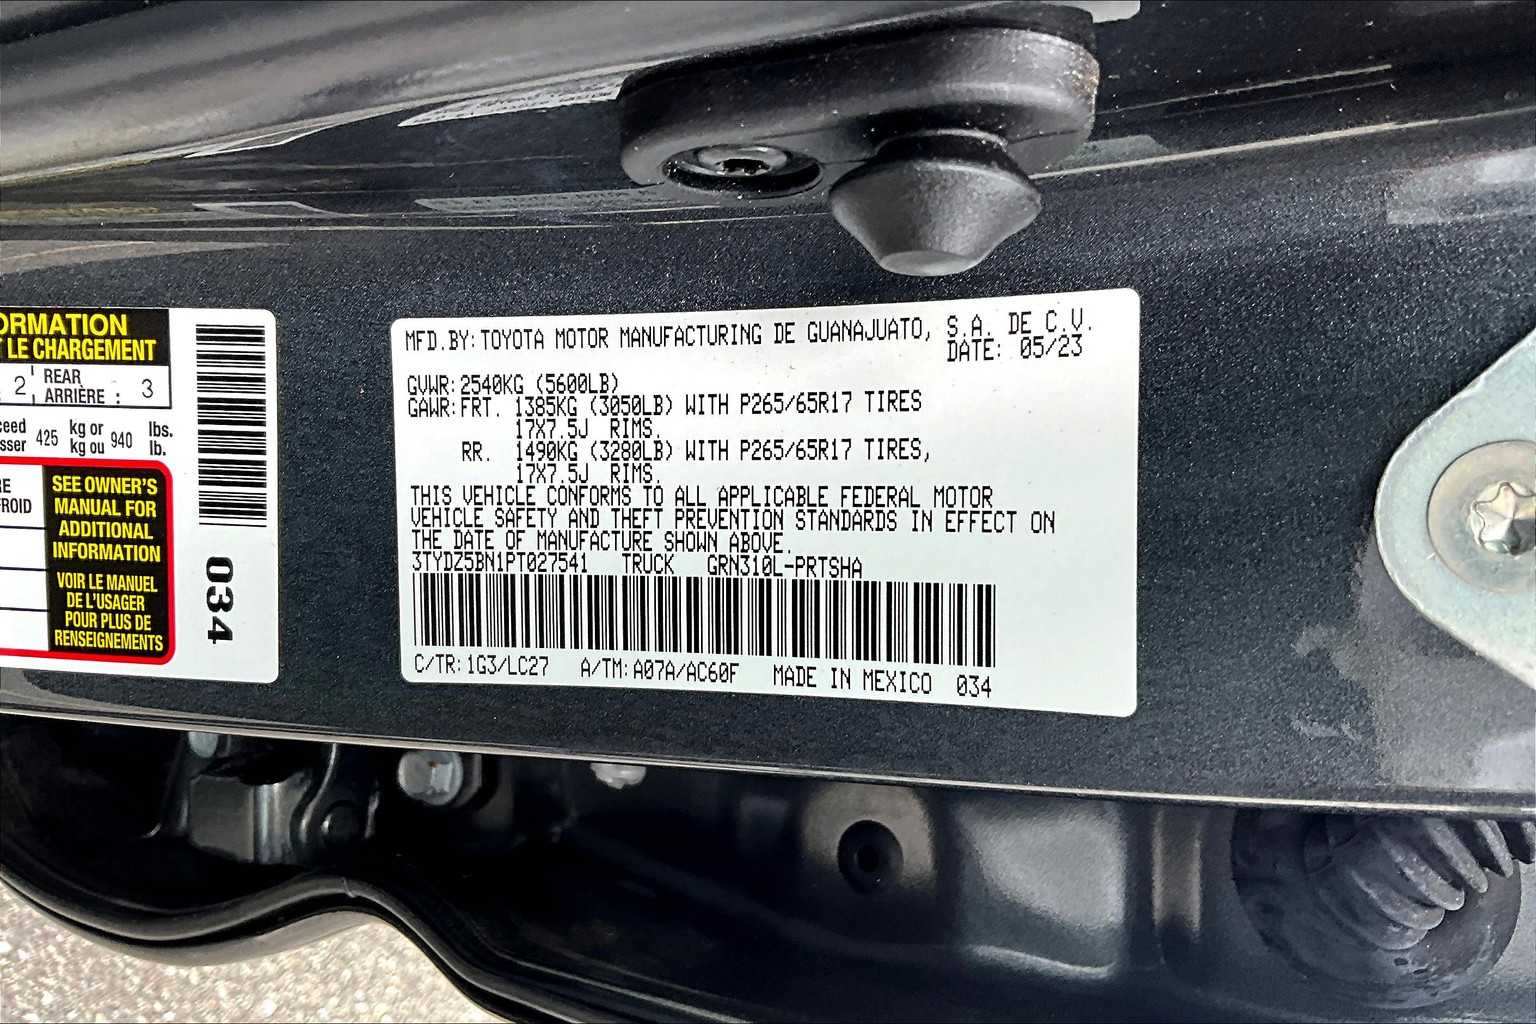 ORMATION
T LE CHARGEMENT
2 REAR
ARRIÈRE : 3
ceed
sser 425 kg or
kg ou 940 lbs.
lb.
RE
FROID
SEE OWNER'S
MANUAL FOR
ADDITIONAL
INFORMATION
VOIR LE MANUEL
DE L'USAGER
POUR PLUS DE
RENSEIGNEMENTS
034
MFD.BY:TOYOTA MOTOR MANUFACTURING DE GUANAJUATO, S.A. DE C.V.
DATE: 05/23
GVWR:2540KG (5600LB)
GAWR:FRT. 1385KG (3050LB) WITH P265/65R17 TIRES
17X7.5J RIMS.
RR. 1490KG (3280LB) WITH P265/65R17 TIRES,
17X7.5J RIMS.
THIS VEHICLE CONFORMS TO ALL APPLICABLE FEDERAL MOTOR
VEHICLE SAFETY AND THEFT PREVENTION STANDARDS IN EFFECT ON
THE DATE OF MANUFACTURE SHOWN ABOVE.
3TYDZ5BN1PT027541 TRUCK GRN310L-PRTSHA
C/TR:1G3/LC27 A/TM:A07A/AC60F MADE IN MEXICO 034